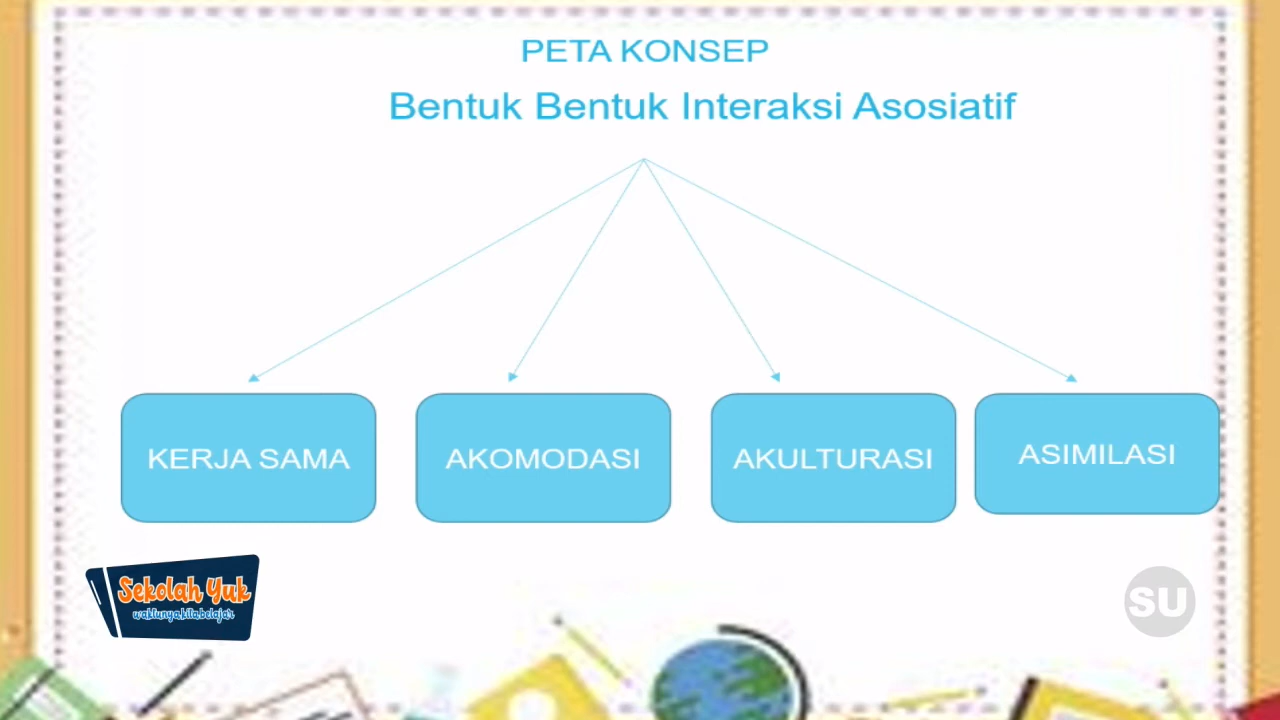 PETA KONSEP
Bentuk Bentuk Interaksi Asosiatif
KERJA SAMA
AKOMODASI
AKULTURASI
ASIMILASI
Sekolah Yuk
waktunya kita belajar
SU